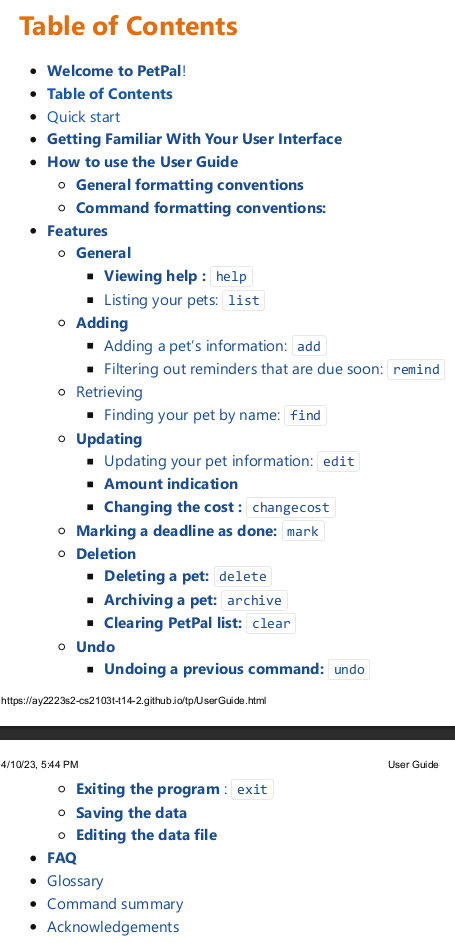 Table of Contents
Welcome to PetPal!
Table of Contents
Quick start
Getting Familiar With Your User Interface
How to use the User Guide
General formatting conventions
Command formatting conventions:
Features
General
Viewing help : help
Listing your pets: list
Adding
Adding a pet's information: add
Filtering out reminders that are due soon: remind
Retrieving
Finding your pet by name: find
Updating
Updating your pet information: edit
Amount indication
Changing the cost : changecost
Marking a deadline as done: mark
Deletion
Deleting a pet: delete
Archiving a pet: archive
Clearing PetPal list: clear
Undo
Undoing a previous command: undo
https://ay2223s2-cs2103t-t14-2.github.io/tp/UserGuide.html
4/10/23, 5:44 PM User Guide
Exiting the program : exit
Saving the data
Editing the data file
FAQ
Glossary
Command summary
Acknowledgements